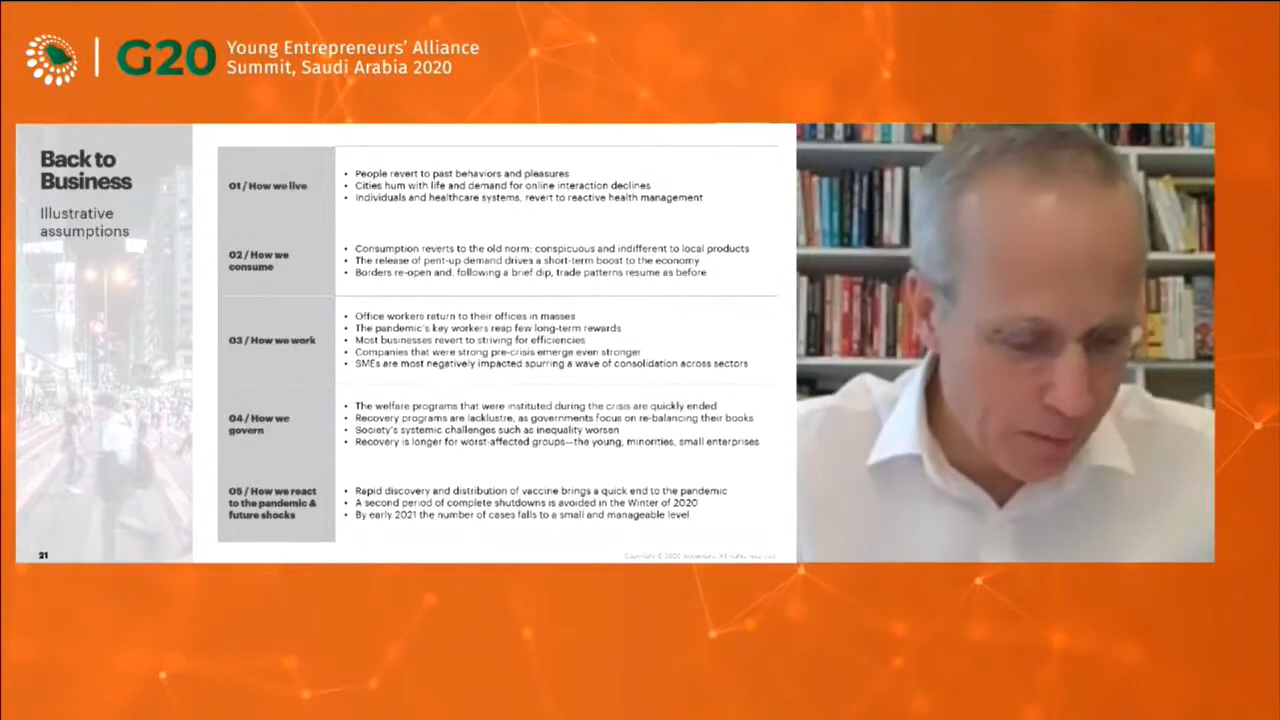 G20
Young Entrepreneurs' Alliance
Summit, Saudi Arabia 2020
Back to
Business
Illustrative
assumptions
01 / How we live
• People revert to past behaviors and pleasures
• Cities hum with life and demand for online interaction declines
• Individuals and healthcare systems, revert to reactive health management
02 / How we
consume
• Consumption reverts to the old norm: conspicuous and indifferent to local products
• The release of pent-up demand drives a short-term boost to the economy
• Borders re-open and, following a brief dip, trade patterns resume as before
03 / How we work
• Office workers return to their offices in masses
• The pandemic's key workers reap few long-term rewards
• Most businesses revert to striving for efficiencies
• Companies that were strong pre-crisis emerge even stronger
• SMEs are most negatively impacted spurring a wave of consolidation across sectors
04 / How we
govern
• The welfare programs that were instituted during the crisis are quickly ended
• Recovery programs are lacklustre, as governments focus on re-balancing their books
• Society's systemic challenges such as inequality worsen
• Recovery is longer for worst-affected groups—the young, minorities, small enterprises
05 / How we react
to the pandemic &
future shocks
• Rapid discovery and distribution of vaccine brings a quick end to the pandemic
• A second period of complete shutdowns is avoided in the Winter of 2020
• By early 2021 the number of cases falls to a small and manageable level
21
Copyright © 2020 Accenture. All rights reserved.